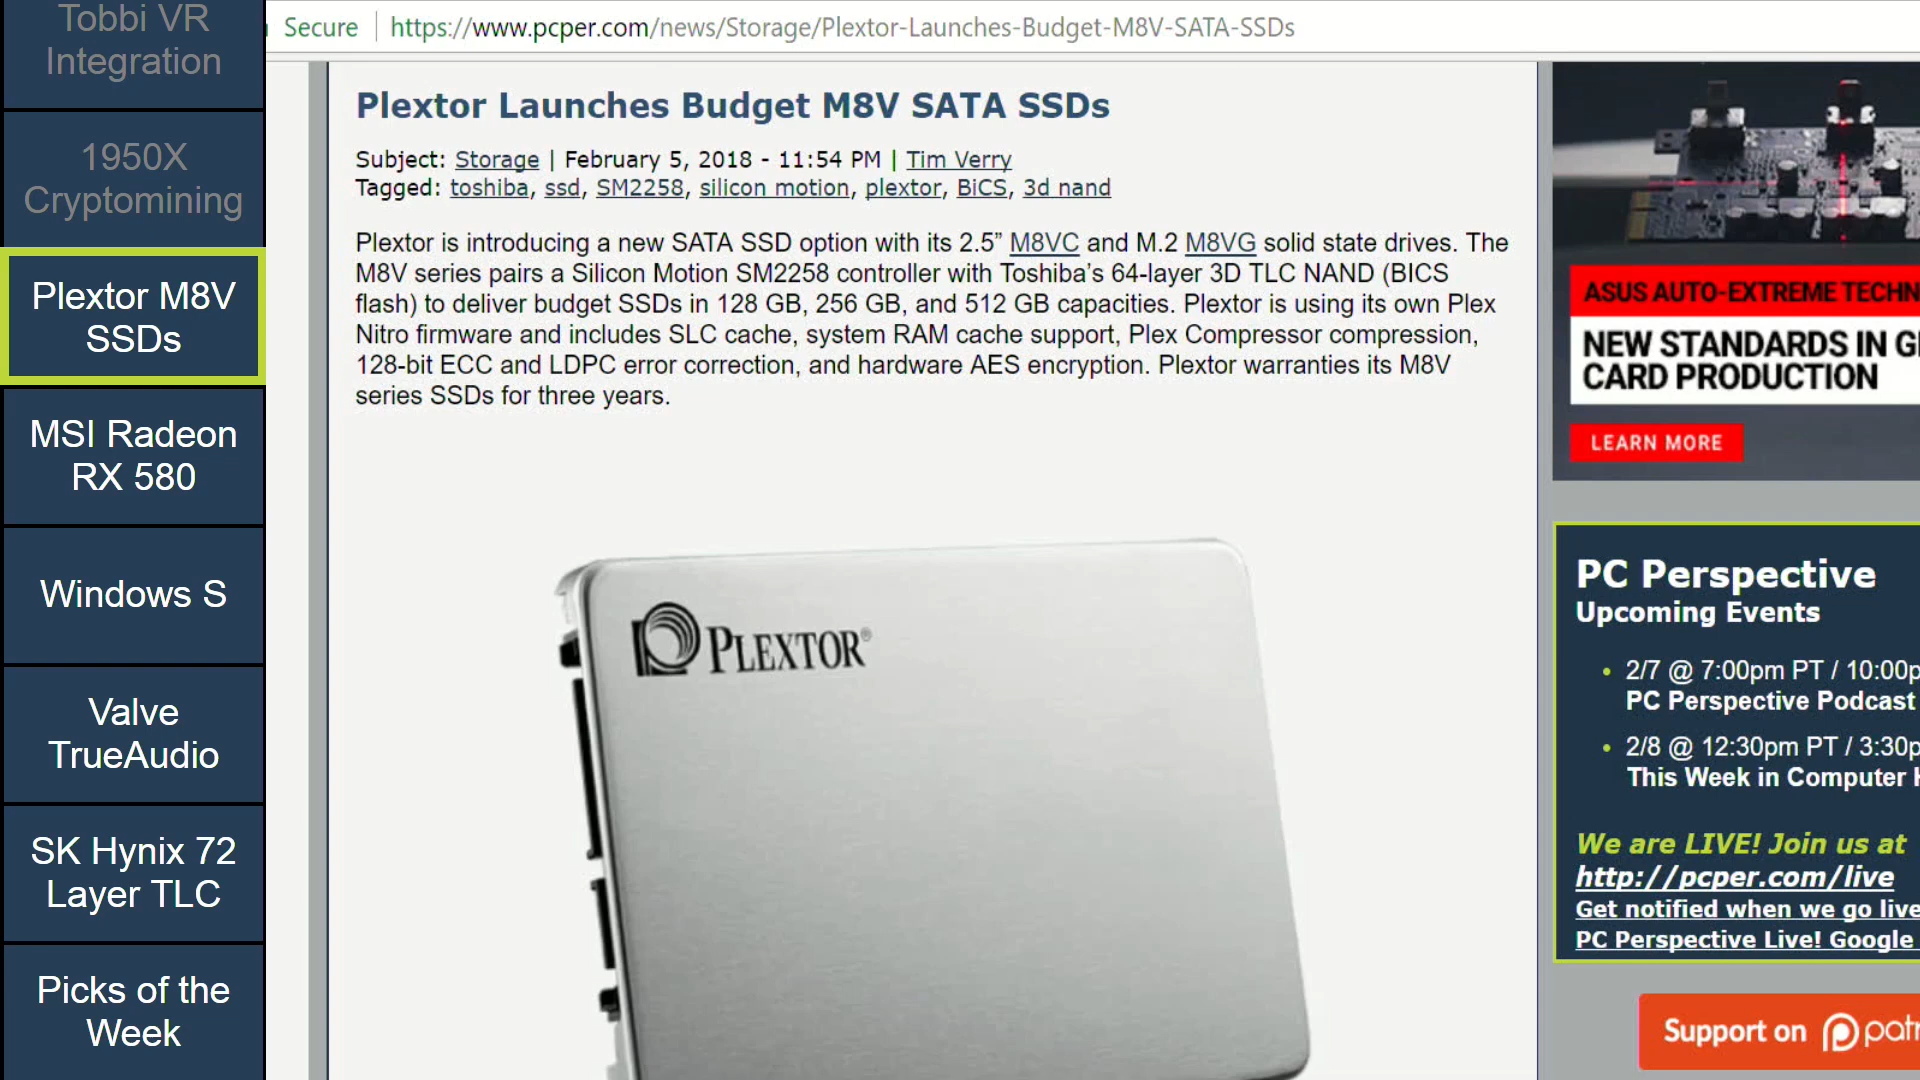 Tobbi VR
Integration
1950X
Cryptomining
Plextor M8V
SSDs
MSI Radeon
RX 580
Windows S
Valve
TrueAudio
SK Hynix 72
Layer TLC
Picks of the
Week
Secure https://www.pcper.com/news/Storage/Plextor-Launches-Budget-M8V-SATA-SSDs
Plextor Launches Budget M8V SATA SSDs
Subject: Storage | February 5, 2018 - 11:54 PM | Tim Verry
Tagged: toshiba, ssd, SM2258, silicon motion, plextor, BiCS, 3d nand
Plextor is introducing a new SATA SSD option with its 2.5” M8VC and M.2 M8VG solid state drives. The
M8V series pairs a Silicon Motion SM2258 controller with Toshiba’s 64-layer 3D TLC NAND (BICS
flash) to deliver budget SSDs in 128 GB, 256 GB, and 512 GB capacities. Plextor is using its own Plex
Nitro firmware and includes SLC cache, system RAM cache support, Plex Compressor compression,
128-bit ECC and LDPC error correction, and hardware AES encryption. Plextor warranties its M8V
series SSDs for three years.
PLEXTOR®
ASUS AUTO-EXTREME TECHN
NEW STANDARDS IN G
CARD PRODUCTION
LEARN MORE
PC Perspective
Upcoming Events
• 2/7 @ 7:00pm PT / 10:00p
PC Perspective Podcast
• 2/8 @ 12:30pm PT / 3:30p
This Week in Computer
We are LIVE! Join us at
http://pcper.com/live
Get notified when we go live
PC Perspective Live! Google
Support on patr